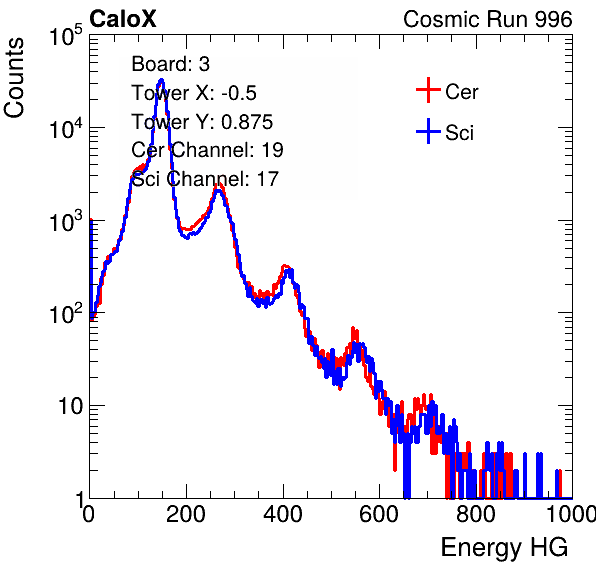 CaloX Cosmic Run 996
Counts
Board: 3
Tower X: -0.5
Tower Y: 0.875
Cer Channel: 19
Sci Channel: 17
Cer
Sci
10^5
10^4
10^3
10^2
10
1
0 200 400 600 800 1000
Energy HG